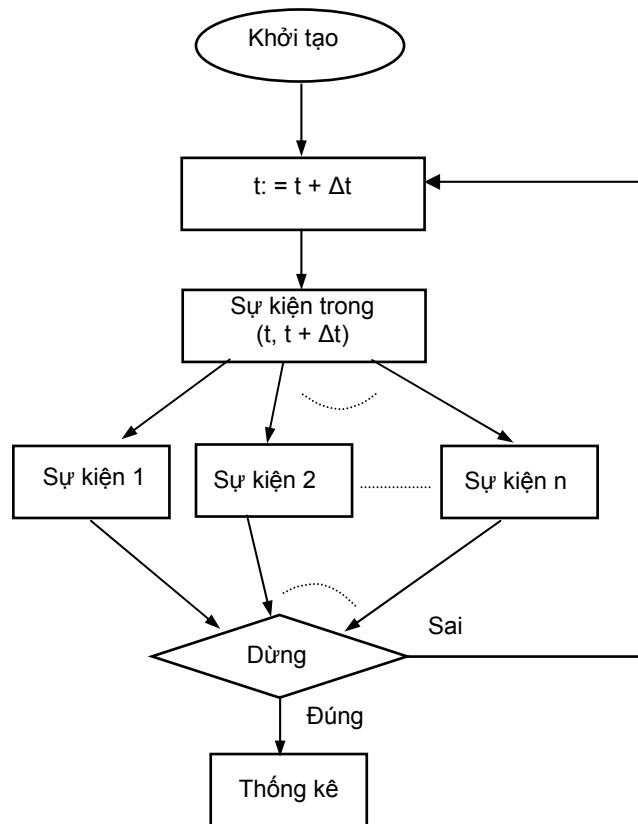 Khởi tạo
t: = t + Δt
Sự kiện trong
(t, t + Δt)
Sự kiện 1
Sự kiện 2
Sự kiện n
Dừng
Sai
Đúng
Thống kê